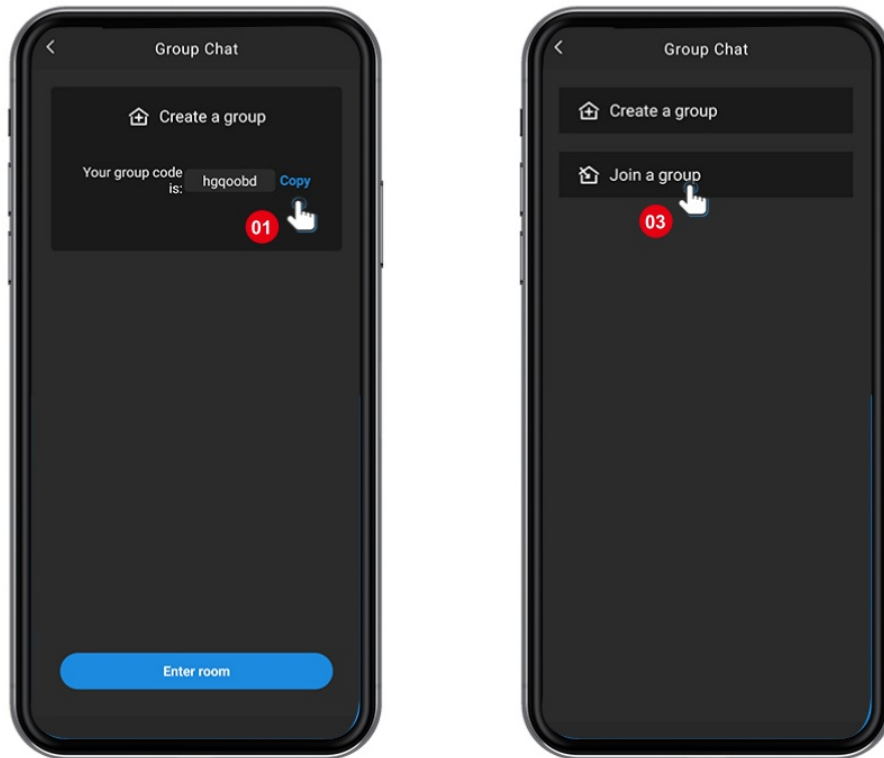 Group Chat
Create a group
Your group code
is:
hgqoobd
Copy
01
Enter room
Group Chat
Create a group
Join a group
03